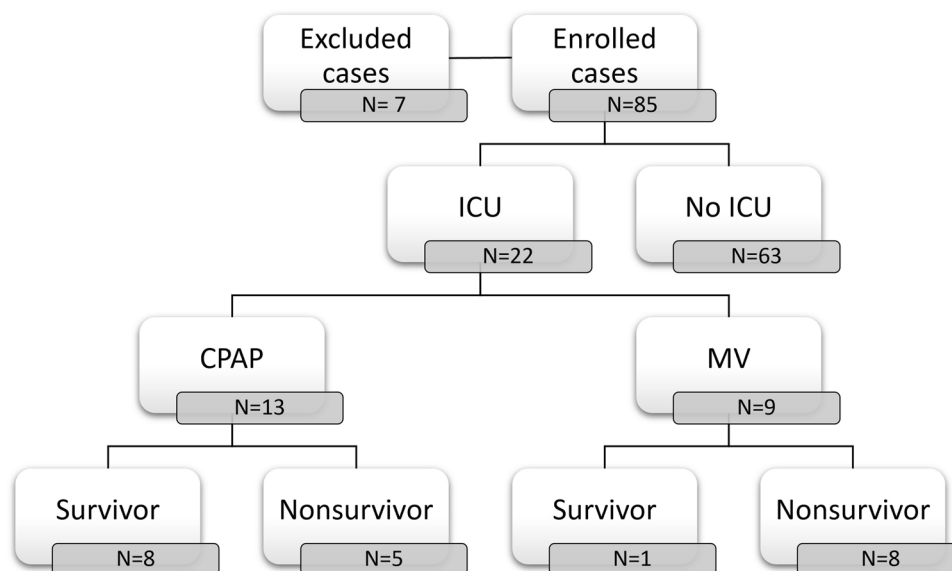 Excluded
cases
N= 7
Enrolled
cases
N=85
ICU
N=22
No ICU
N=63
CPAP
N=13
MV
N=9
Survivor
N=8
Nonsurvivor
N=5
Survivor
N=1
Nonsurvivor
N=8